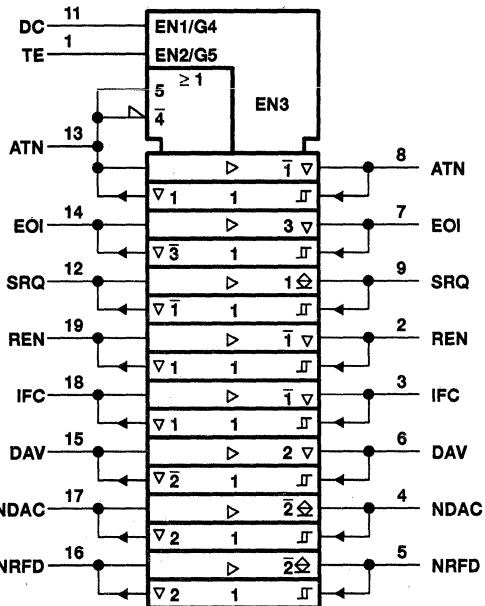 DC 11 EN1/G4
TE 1 EN2/G5
≥ 1
5
EN3
4̅
ATN 13
▷ 1̅ ▽ 8 ATN
▽ 1 1
EOI 14 ▷ 3 ▽ 7 EOI
▽ 3̅ 1
SRQ 12 ▷ 1 9 SRQ
▽ 1̅ 1
REN 19 ▷ 1̅ ▽ 2 REN
▽ 1 1
IFC 18 ▷ 1̅ ▽ 3 IFC
▽ 1 1
DAV 15 ▷ 2 ▽ 6 DAV
▽ 2̅ 1
NDAC 17 ▷ 2̅ 4 NDAC
▽ 2 1
NRFD 16 ▷ 2̅ 5 NRFD
▽ 2 1